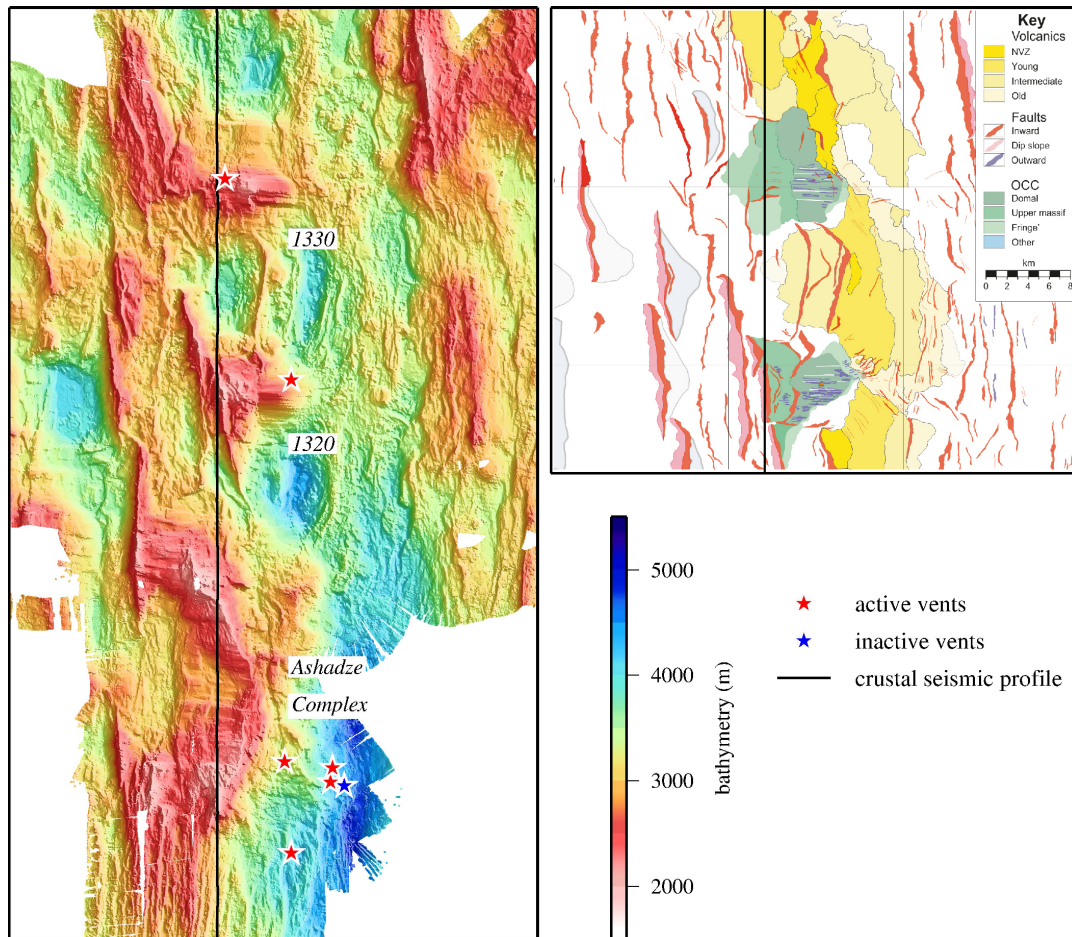 1330
1320
Ashadze
Complex
Key
Volcanics
NVZ
Young
Intermediate
Old
Faults
Inward
Dip slope
Outward
OCC
Domal
Upper massif
Fringe'
Other
km
0 2 4 6 8
5000
4000
3000
2000
bathymetry (m)
active vents
inactive vents
crustal seismic profile